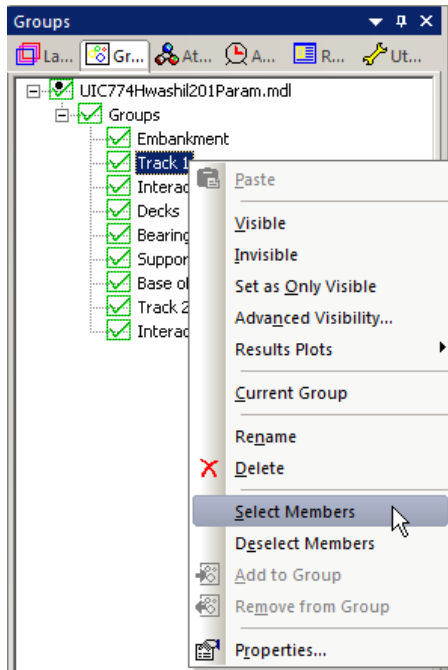 Groups
La... Gr... At... A... R... Ut...
UIC774Hwashil201Param.mdl
Groups
Embankment
Track 1
Interac
Decks
Bearing
Suppor
Base of
Track 2
Interac
Paste
Visible
Invisible
Set as Only Visible
Advanced Visibility...
Results Plots
Current Group
Rename
Delete
Select Members
Deselect Members
Add to Group
Remove from Group
Properties...